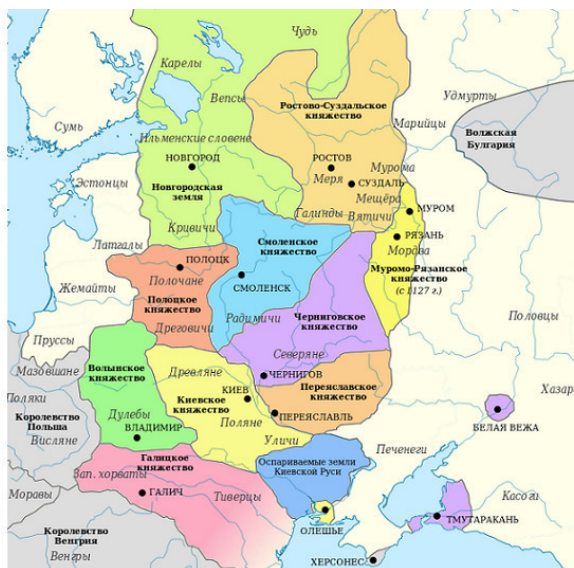 Чудь
Карелы
Вепсы
Ростово-Суздальское
княжество
Удмурты
Сумь
Марийцы
Волжская
Булгария
Ильменские словене
НОВГОРОД
РОСТОВ
Мурома
Меря
СУЗДАЛЬ
Эстонцы
Новгородская
земля
Мещёра
МУРОМ
Галинды
Вятичи
Кривичи
РЯЗАНЬ
Латгалы
Смоленское
княжество
Мордва
ПОЛОЦК
Муромо-Рязанское
княжество
(с 1127 г.)
Полочане
СМОЛЕНСК
Жемайты
Полоцкое
княжество
Радимичи
Черниговское
княжество
Половцы
Дреговичи
Пруссы
Северяне
Мазовшане
Волынское
княжество
Древляне
ЧЕРНИГОВ
Поляки
КИЕВ
Переяславское
княжество
Хазар
Киевское
княжество
Королевство
Польша
Дулебы
ПЕРЕЯСЛАВЛЬ
БЕЛАЯ ВЕЖА
ВЛАДИМИР
Поляне
Висляне
Уличи
Печенеги
Галицкое
княжество
Оспариваемые земли
Киевской Руси
Зап. хорваты
Моравы
ГАЛИЧ
Тиверцы
Касоги
ТМУТАРАКАНЬ
Королевство
Венгрия
ОЛЕШЬЕ
Венгры
ХЕРСОНЕС